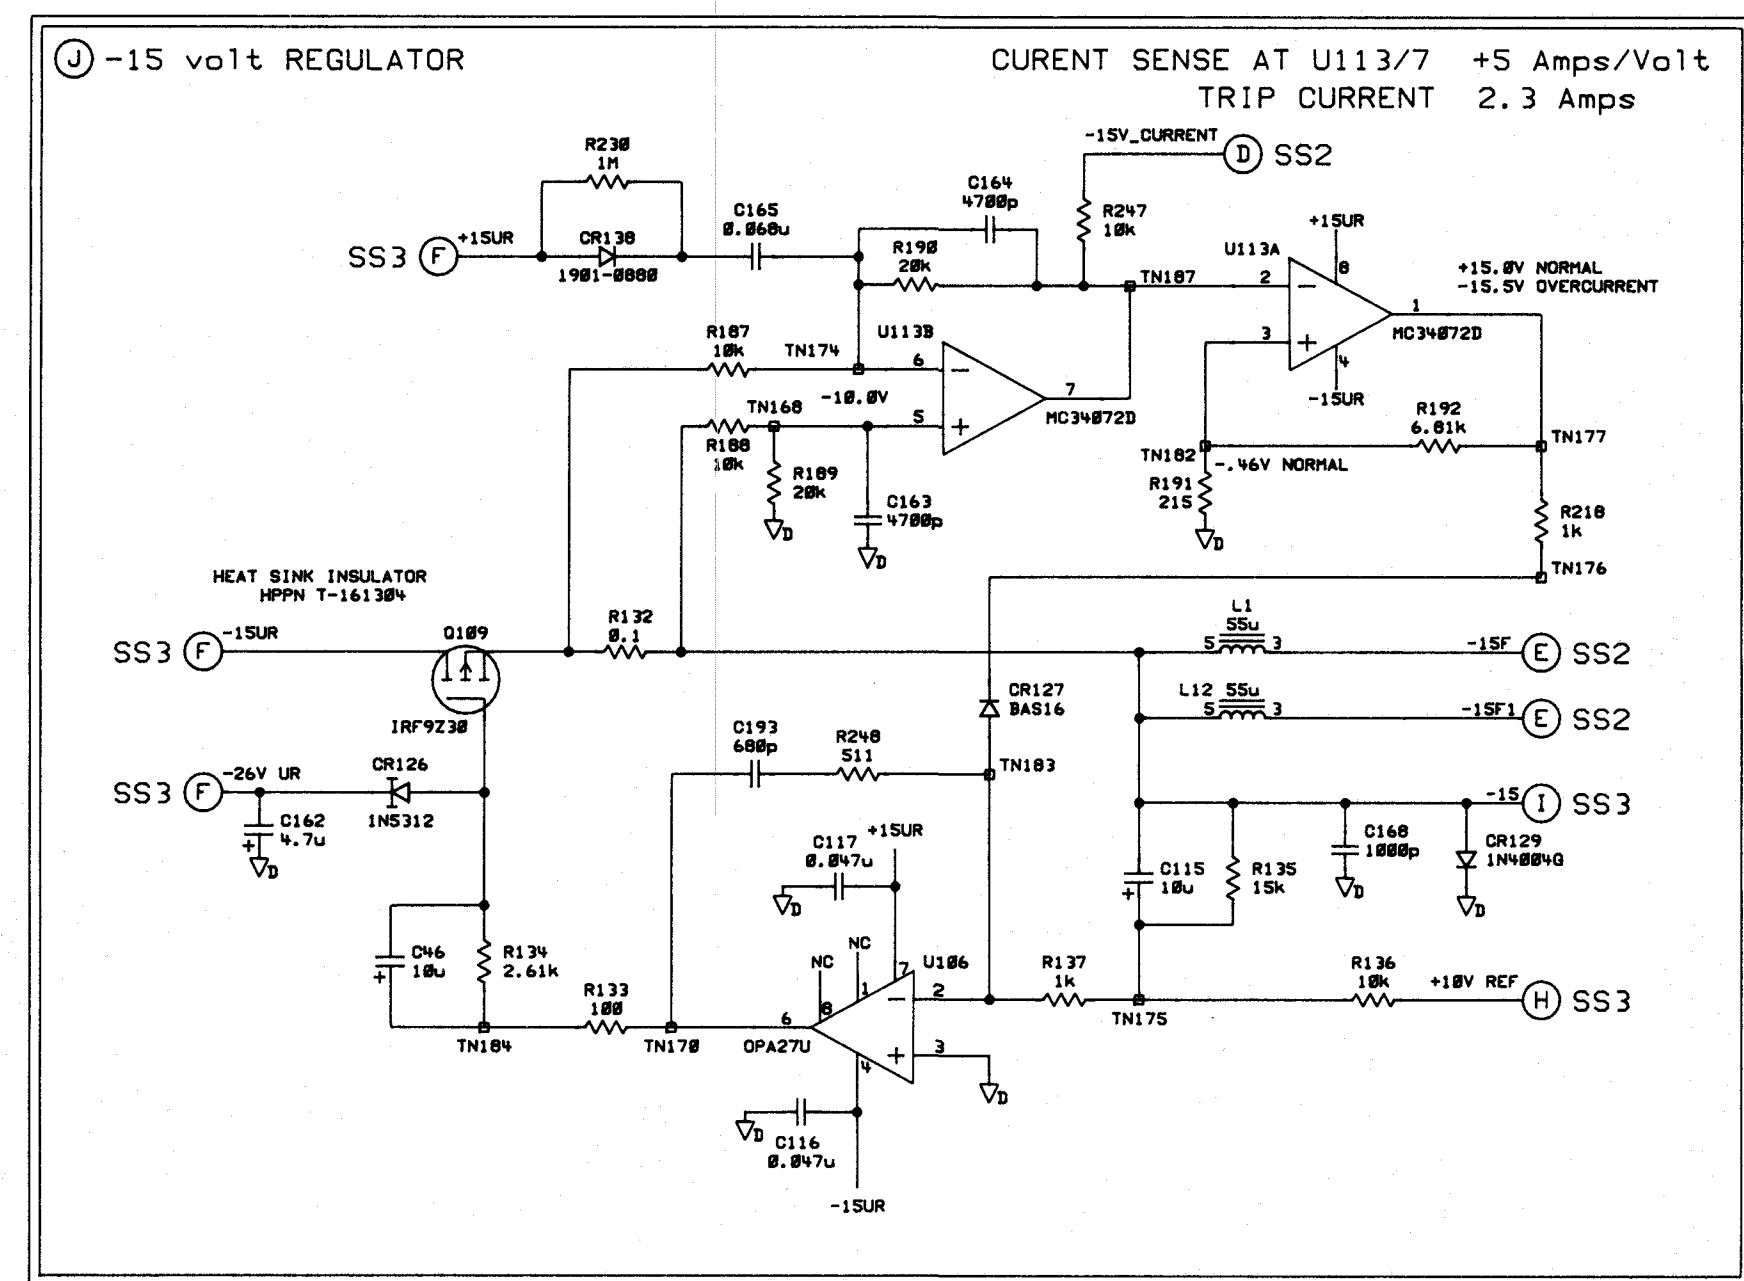 J -15 volt REGULATOR
CURENT SENSE AT U113/7 +5 Amps/Volt
TRIP CURRENT 2.3 Amps
-15V_CURRENT
D SS2
R230
1M
C164
4700p
R247
10k
+15UR
C165
0.068u
SS3 F +15UR
CR138
1901-0880
R190
20k
U113A
8
TN187
2
+15.0V NORMAL
-15.5V OVERCURRENT
1
MC34072D
3
4
-15UR
R187
10k
TN174
U113B
6
-10.0V
7
MC34072D
TN168
5
R188
10k
R189
20k
D
C163
4700p
D
R192
6.81k
TN177
TN182
-.46V NORMAL
R191
215
D
R218
1k
TN176
HEAT SINK INSULATOR
HPPN T-161304
SS3 F -15UR
Q109
IRF9Z30
R132
0.1
L1
55u
5 3
-15F E SS2
CR127
BAS16
L12 55u
5 3
-15F1 E SS2
C193
680p
R248
511
TN183
SS3 F -26V UR
CR126
1N5312
C162
4.7u
+
D
-15 I SS3
C117
0.047u
+15UR
D
C115
10u
+
R135
15k
C168
1000p
D
CR129
1N4004G
D
C46
10u
+
R134
2.61k
NC
NC
7
1
8
U106
2
R137
1k
R136
10k
+10V REF H SS3
TN175
R133
100
TN184
TN170
6
OPA27U
3
4
D
D
C116
0.047u
-15UR